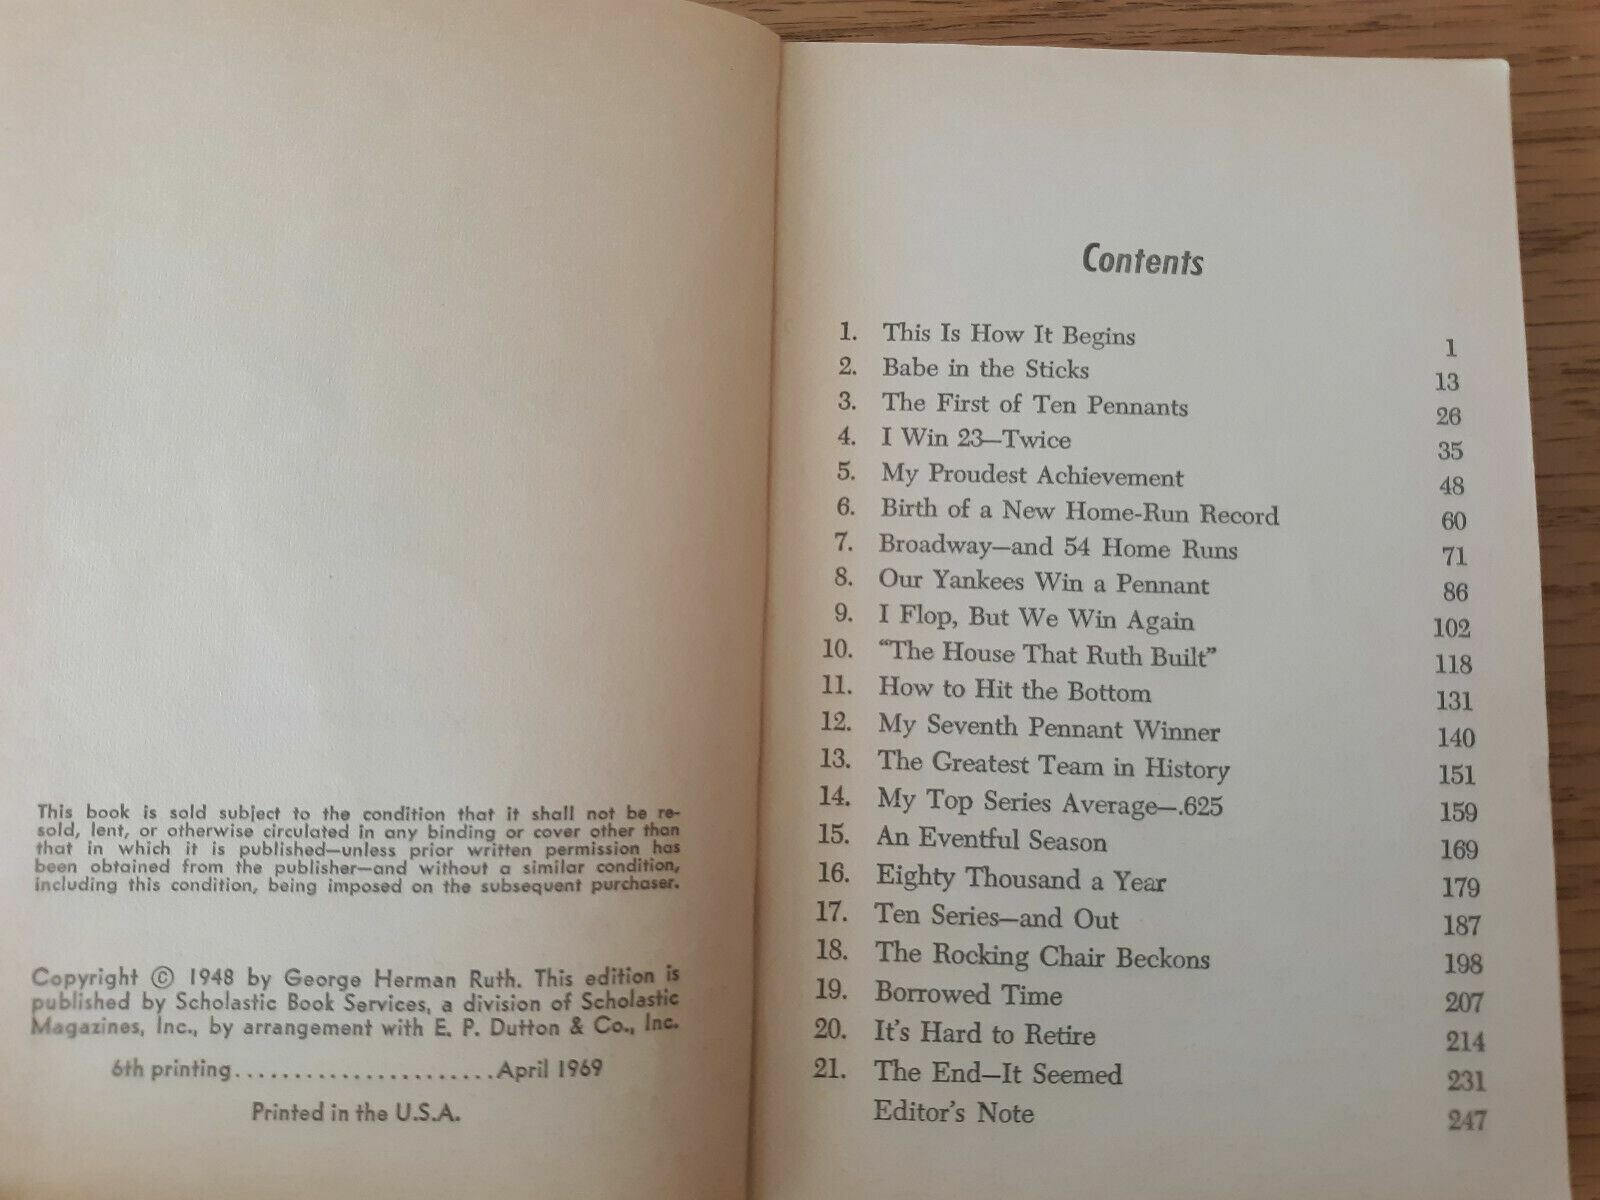 This book is sold subject to the condition that it shall not be re-
sold, lent, or otherwise circulated in any binding or cover other than
that in which it is published—unless prior written permission has
been obtained from the publisher—and without a similar condition,
including this condition, being imposed on the subsequent purchaser.
Copyright © 1948 by George Herman Ruth. This edition is
published by Scholastic Book Services, a division of Scholastic
Magazines, Inc., by arrangement with E. P. Dutton & Co., Inc.
6th printing......................April 1969
Printed in the U.S.A.
Contents
1. This Is How It Begins 1
2. Babe in the Sticks 13
3. The First of Ten Pennants 26
4. I Win 23—Twice 35
5. My Proudest Achievement 48
6. Birth of a New Home-Run Record 60
7. Broadway—and 54 Home Runs 71
8. Our Yankees Win a Pennant 86
9. I Flop, But We Win Again 102
10. “The House That Ruth Built” 118
11. How to Hit the Bottom 131
12. My Seventh Pennant Winner 140
13. The Greatest Team in History 151
14. My Top Series Average—.625 159
15. An Eventful Season 169
16. Eighty Thousand a Year 179
17. Ten Series—and Out 187
18. The Rocking Chair Beckons 198
19. Borrowed Time 207
20. It's Hard to Retire 214
21. The End—It Seemed 231
Editor's Note 247